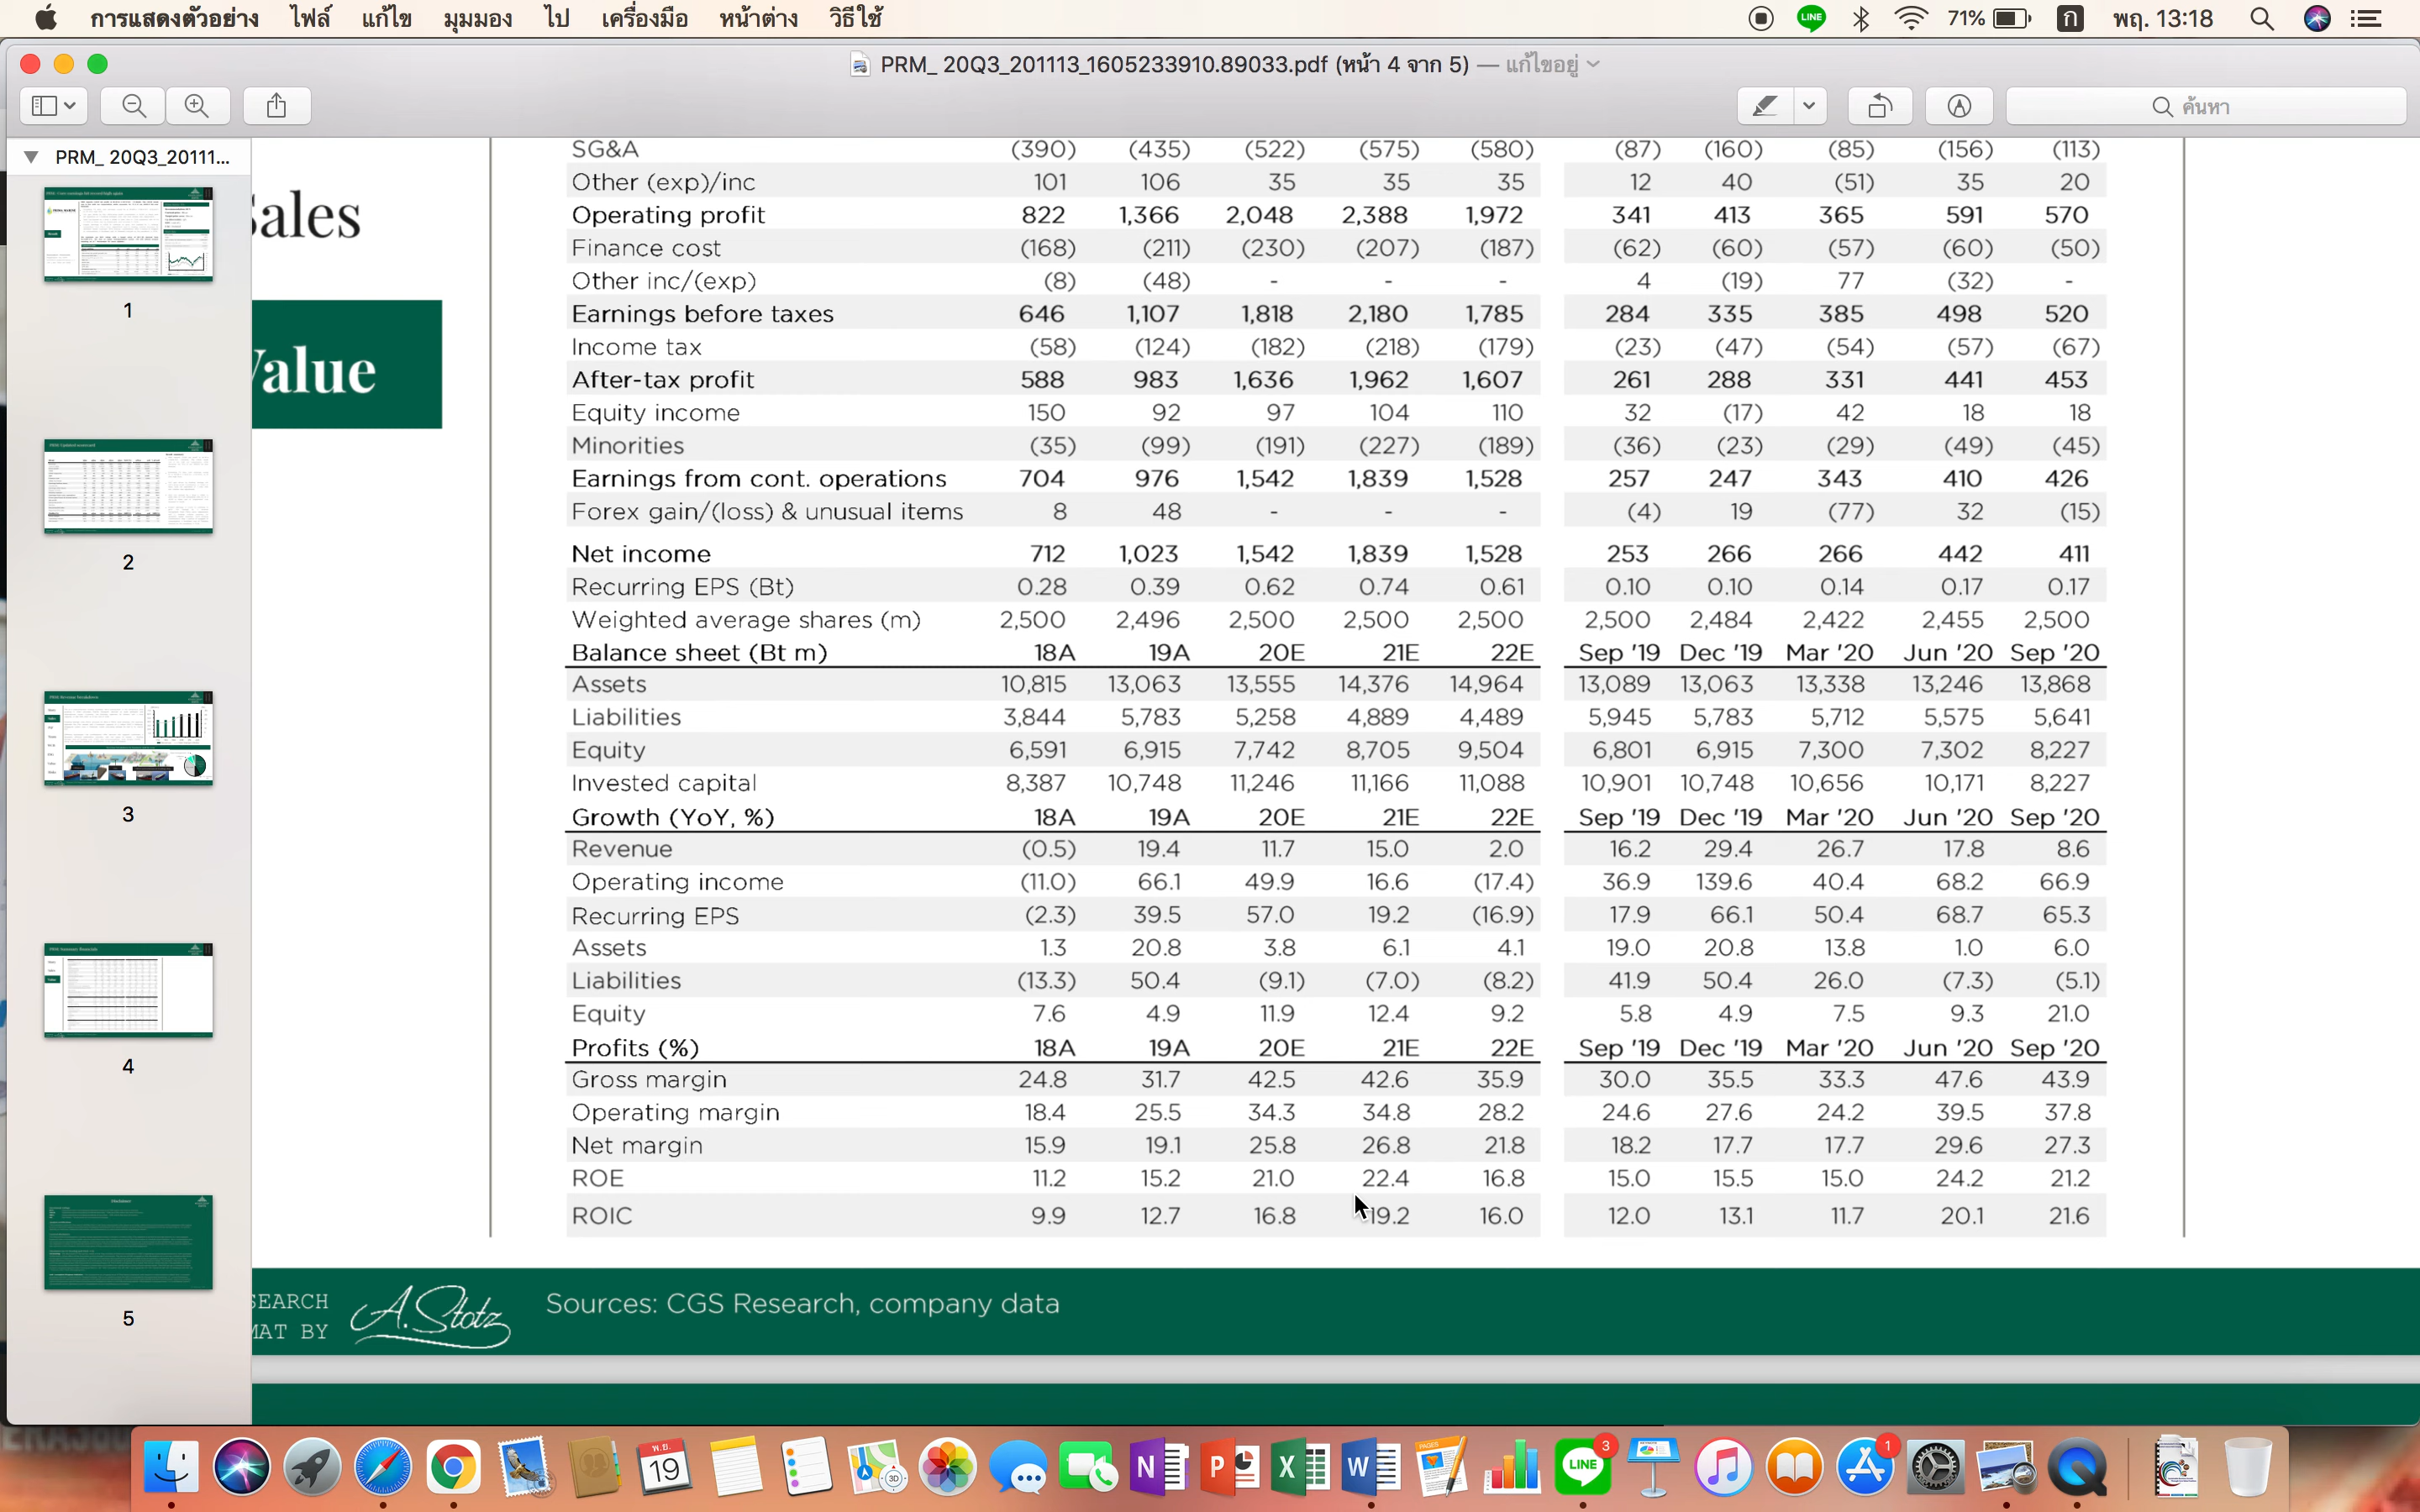 การแสดงตัวอย่าง ไฟล์ แก้ไข มุมมอง ไป เครื่องมือ หน้าต่าง วิธีใช้ LINE 71% ก พฤ. 13:18
PRM_ 20Q3_201113_1605233910.89033.pdf (หน้า 4 จาก 5) — แก้ไขอยู่
ค้นหา
PRM_ 20Q3_20111...
1
2
3
4
5
Sales
Value
SG&A (390) (435) (522) (575) (580) (87) (160) (85) (156) (113)
Other (exp)/inc 101 106 35 35 35 12 40 (51) 35 20
Operating profit 822 1,366 2,048 2,388 1,972 341 413 365 591 570
Finance cost (168) (211) (230) (207) (187) (62) (60) (57) (60) (50)
Other inc/(exp) (8) (48) - - - 4 (19) 77 (32) -
Earnings before taxes 646 1,107 1,818 2,180 1,785 284 335 385 498 520
Income tax (58) (124) (182) (218) (179) (23) (47) (54) (57) (67)
After-tax profit 588 983 1,636 1,962 1,607 261 288 331 441 453
Equity income 150 92 97 104 110 32 (17) 42 18 18
Minorities (35) (99) (191) (227) (189) (36) (23) (29) (49) (45)
Earnings from cont. operations 704 976 1,542 1,839 1,528 257 247 343 410 426
Forex gain/(loss) & unusual items 8 48 - - - (4) 19 (77) 32 (15)
Net income 712 1,023 1,542 1,839 1,528 253 266 266 442 411
Recurring EPS (Bt) 0.28 0.39 0.62 0.74 0.61 0.10 0.10 0.14 0.17 0.17
Weighted average shares (m) 2,500 2,496 2,500 2,500 2,500 2,500 2,484 2,422 2,455 2,500
Balance sheet (Bt m) 18A 19A 20E 21E 22E Sep '19 Dec '19 Mar '20 Jun '20 Sep '20
Assets 10,815 13,063 13,555 14,376 14,964 13,089 13,063 13,338 13,246 13,868
Liabilities 3,844 5,783 5,258 4,889 4,489 5,945 5,783 5,712 5,575 5,641
Equity 6,591 6,915 7,742 8,705 9,504 6,801 6,915 7,300 7,302 8,227
Invested capital 8,387 10,748 11,246 11,166 11,088 10,901 10,748 10,656 10,171 8,227
Growth (YoY, %) 18A 19A 20E 21E 22E Sep '19 Dec '19 Mar '20 Jun '20 Sep '20
Revenue (0.5) 19.4 11.7 15.0 2.0 16.2 29.4 26.7 17.8 8.6
Operating income (11.0) 66.1 49.9 16.6 (17.4) 36.9 139.6 40.4 68.2 66.9
Recurring EPS (2.3) 39.5 57.0 19.2 (16.9) 17.9 66.1 50.4 68.7 65.3
Assets 1.3 20.8 3.8 6.1 4.1 19.0 20.8 13.8 1.0 6.0
Liabilities (13.3) 50.4 (9.1) (7.0) (8.2) 41.9 50.4 26.0 (7.3) (5.1)
Equity 7.6 4.9 11.9 12.4 9.2 5.8 4.9 7.5 9.3 21.0
Profits (%) 18A 19A 20E 21E 22E Sep '19 Dec '19 Mar '20 Jun '20 Sep '20
Gross margin 24.8 31.7 42.5 42.6 35.9 30.0 35.5 33.3 47.6 43.9
Operating margin 18.4 25.5 34.3 34.8 28.2 24.6 27.6 24.2 39.5 37.8
Net margin 15.9 19.1 25.8 26.8 21.8 18.2 17.7 17.7 29.6 27.3
ROE 11.2 15.2 21.0 22.4 16.8 15.0 15.5 15.0 24.2 21.2
ROIC 9.9 12.7 16.8 19.2 16.0 12.0 13.1 11.7 20.1 21.6
SEARCH
MAT BY
A. Stotz
Sources: CGS Research, company data
พ.ย.
19
3D
N
P
X
W
PAGES
LINE
3
1